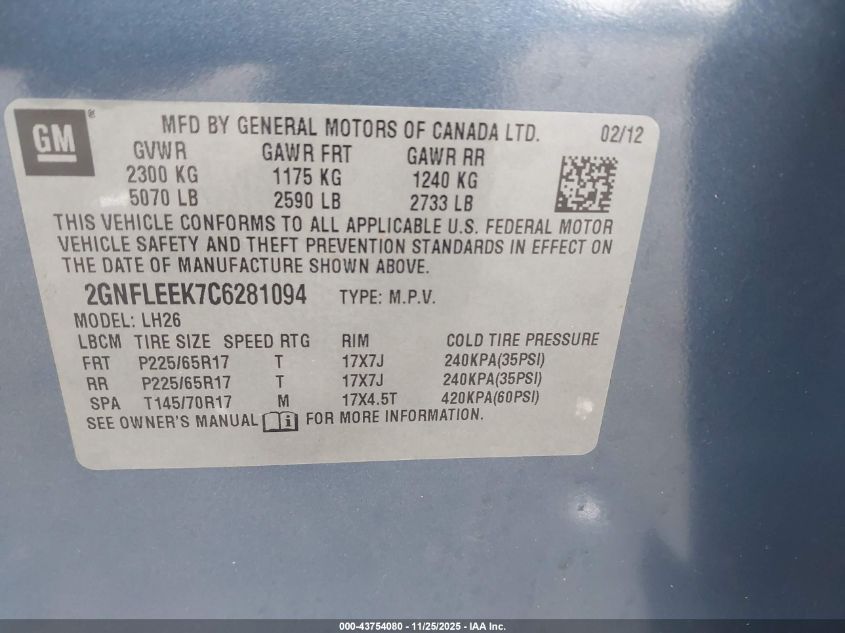 GM®
MFD BY GENERAL MOTORS OF CANADA LTD. 02/12
GVWR GAWR FRT GAWR RR
2300 KG 1175 KG 1240 KG
5070 LB 2590 LB 2733 LB
THIS VEHICLE CONFORMS TO ALL APPLICABLE U.S. FEDERAL MOTOR
VEHICLE SAFETY AND THEFT PREVENTION STANDARDS IN EFFECT ON
THE DATE OF MANUFACTURE SHOWN ABOVE.
2GNFLEEK7C6281094 TYPE: M.P.V.
MODEL: LH26
LBCM TIRE SIZE SPEED RTG RIM COLD TIRE PRESSURE
FRT P225/65R17 T 17X7J 240KPA(35PSI)
RR P225/65R17 T 17X7J 240KPA(35PSI)
SPA T145/70R17 M 17X4.5T 420KPA(60PSI)
SEE OWNER'S MANUAL i FOR MORE INFORMATION.
000-43754080 - 11/25/2025 - IAA Inc.